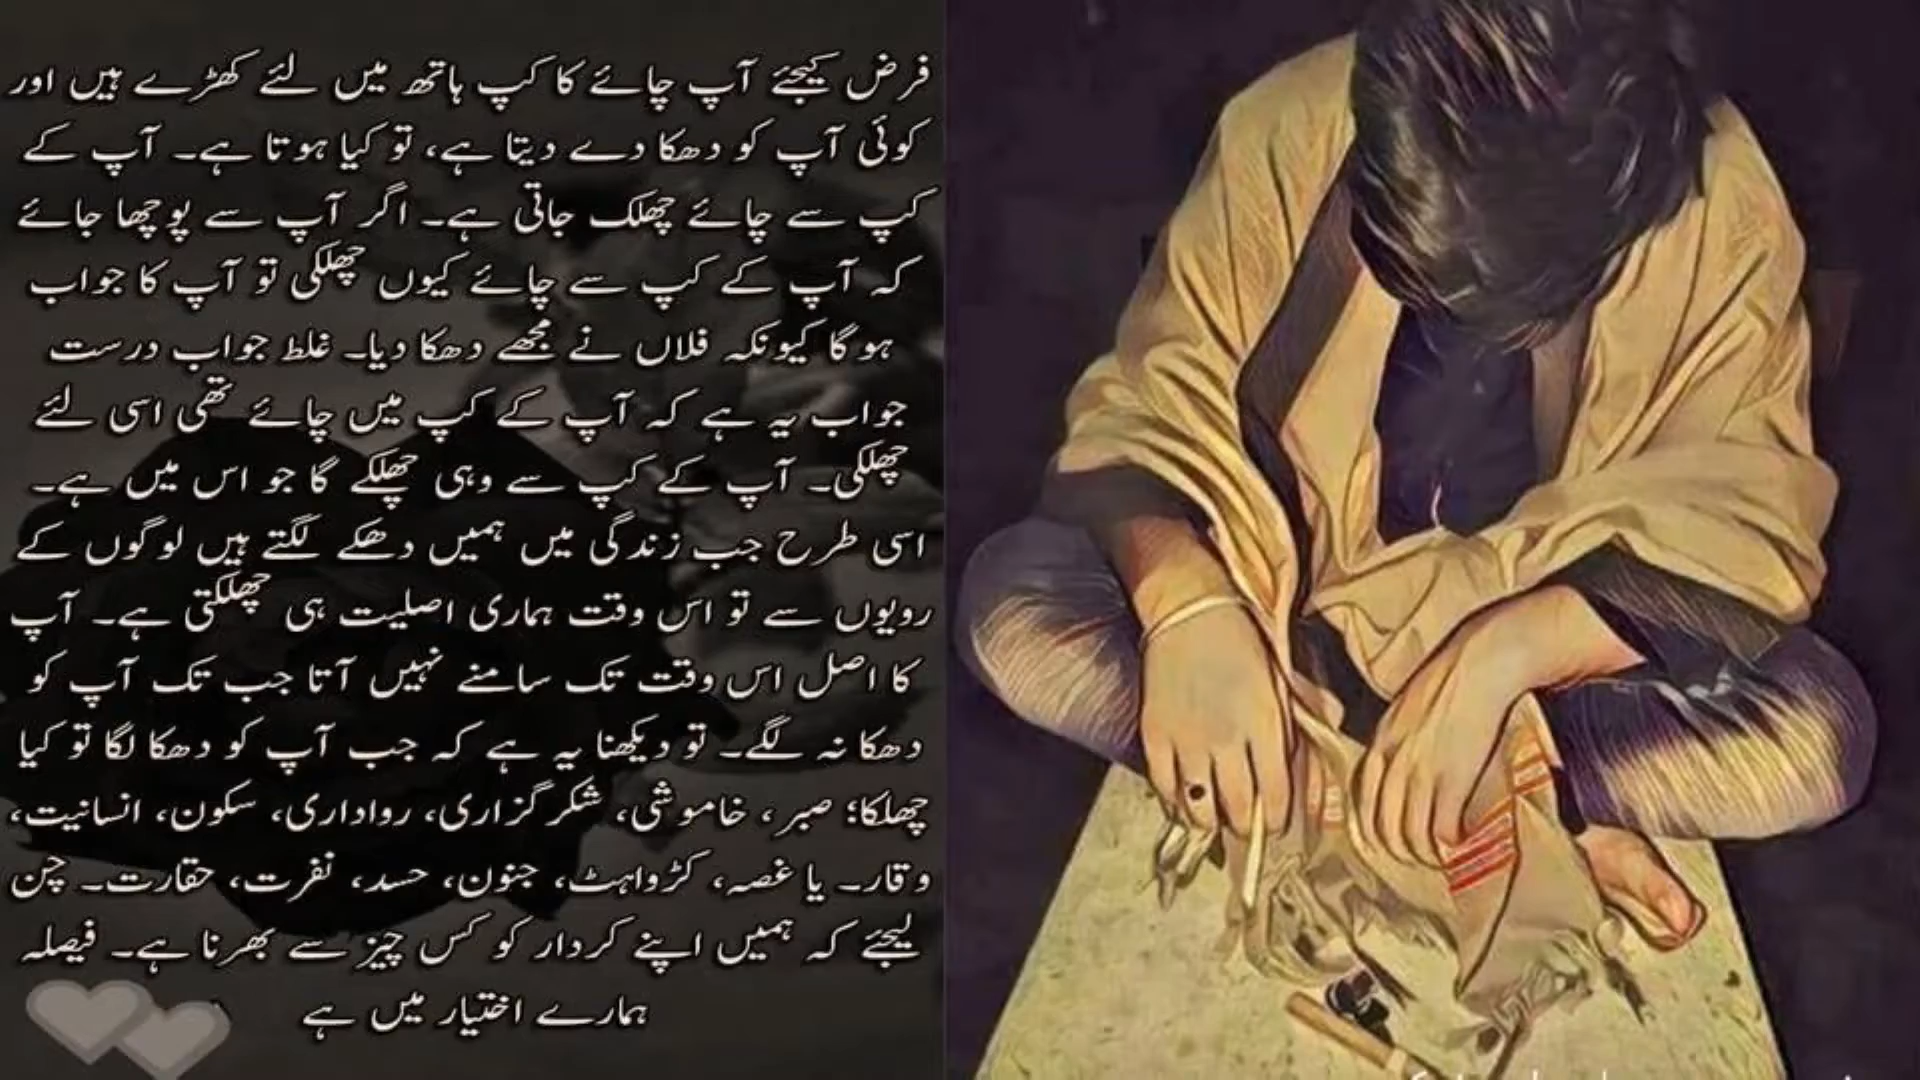 فرض کیجئے آپ چائے کا کپ ہاتھ میں لئے کھڑے ہیں اور
کوئی آپ کو دھکا دے دیتا ہے، تو کیا ہوتا ہے۔ آپ کے
کپ سے چائے چھلک جاتی ہے۔ اگر آپ سے پوچھا جائے
کہ آپ کے کپ سے چائے کیوں چھلکی تو آپ کا جواب
ہو گا کیونکہ فلاں نے مجھے دھکا دیا۔ غلط جواب درست
جواب یہ ہے کہ آپ کے کپ میں چائے تھی اسی لئے
چھلکی۔ آپ کے کپ سے وہی چھلکے گا جو اس میں ہے۔
اسی طرح جب زندگی میں ہمیں دھکے لگتے ہیں لوگوں کے
رویوں سے تو اس وقت ہماری اصلیت ہی چھلکتی ہے۔ آپ
کا اصل اس وقت تک سامنے نہیں آتا جب تک آپ کو
دھکا نہ لگے۔ تو دیکھنا یہ ہے کہ جب آپ کو دھکا لگا تو کیا
چھلکا؛ صبر، خاموشی، شکرگزاری، رواداری، سکون، انسانیت،
وقار۔ یا غصہ، کڑواہٹ، جنون، حسد، نفرت، حقارت۔ چن
لیجئے کہ ہمیں اپنے کردار کو کس چیز سے بھرنا ہے۔ فیصلہ
ہمارے اختیار میں ہے